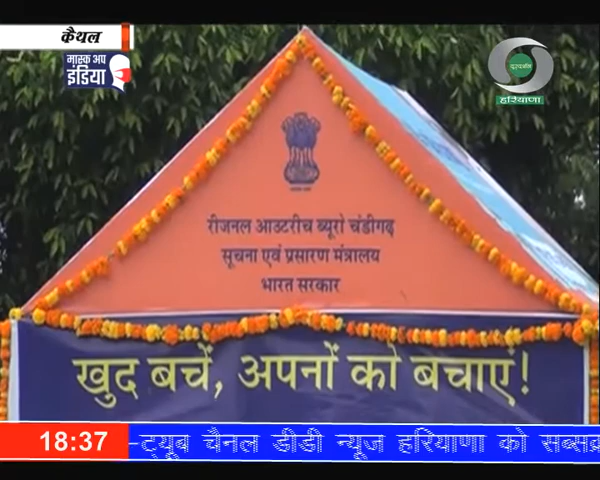 कैथल
मास्क अप
इंडिया
दूरदर्शन
हरियाणा
रीजनल आउटरीच ब्यूरो चंडीगढ़
सूचना एवं प्रसारण मंत्रालय
भारत सरकार
खुद बचें, अपनों को बचाएं!
18:37
-ट्यूब चैनल डीडी न्यूज हरियाणा को सब्सक्र